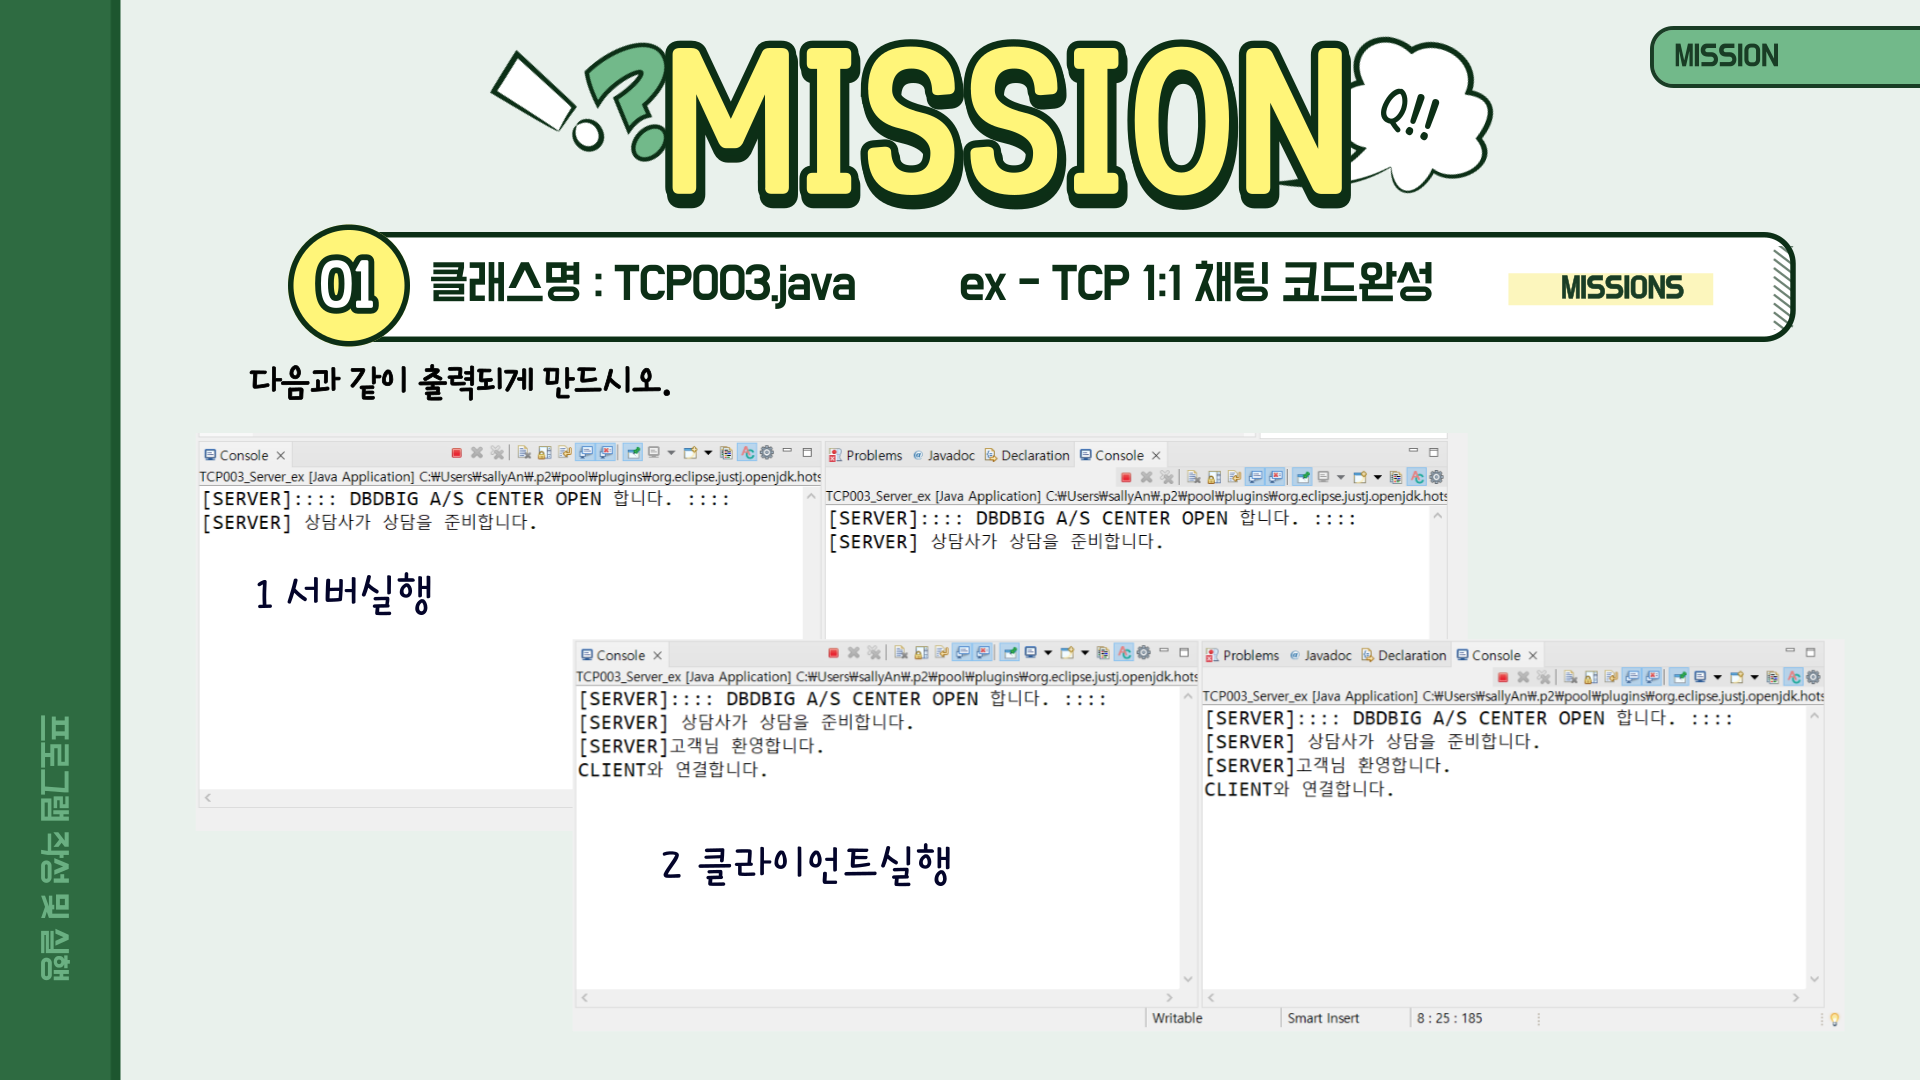 MISSION
!?
MISSION
Q!!
01
클래스명 : TCP003.java ex - TCP 1:1 채팅 코드완성
MISSIONS
다음과 같이 출력되게 만드시오.
Console
TCP003_Server_ex [Java Application] C:₩Users₩sallyAn₩.p2₩pool₩plugins₩org.eclipse.justj.openjdk.hots
[SERVER]:::: DBDBIG A/S CENTER OPEN 합니다. ::::
[SERVER] 상담사가 상담을 준비합니다.
1 서버실행
Problems Javadoc Declaration Console
TCP003_Server_ex [Java Application] C:₩Users₩sallyAn₩.p2₩pool₩plugins₩org.eclipse.justj.openjdk.hots
[SERVER]:::: DBDBIG A/S CENTER OPEN 합니다. ::::
[SERVER] 상담사가 상담을 준비합니다.
Console
TCP003_Server_ex [Java Application] C:₩Users₩sallyAn₩.p2₩pool₩plugins₩org.eclipse.justj.openjdk.hots
[SERVER]:::: DBDBIG A/S CENTER OPEN 합니다. ::::
[SERVER] 상담사가 상담을 준비합니다.
[SERVER]고객님 환영합니다.
CLIENT와 연결합니다.
2 클라이언트실행
Problems Javadoc Declaration Console
TCP003_Server_ex [Java Application] C:₩Users₩sallyAn₩.p2₩pool₩plugins₩org.eclipse.justj.openjdk.hots
[SERVER]:::: DBDBIG A/S CENTER OPEN 합니다. ::::
[SERVER] 상담사가 상담을 준비합니다.
[SERVER]고객님 환영합니다.
CLIENT와 연결합니다.
Writable Smart Insert 8 : 25 : 185
프로그램 작성 및 실행